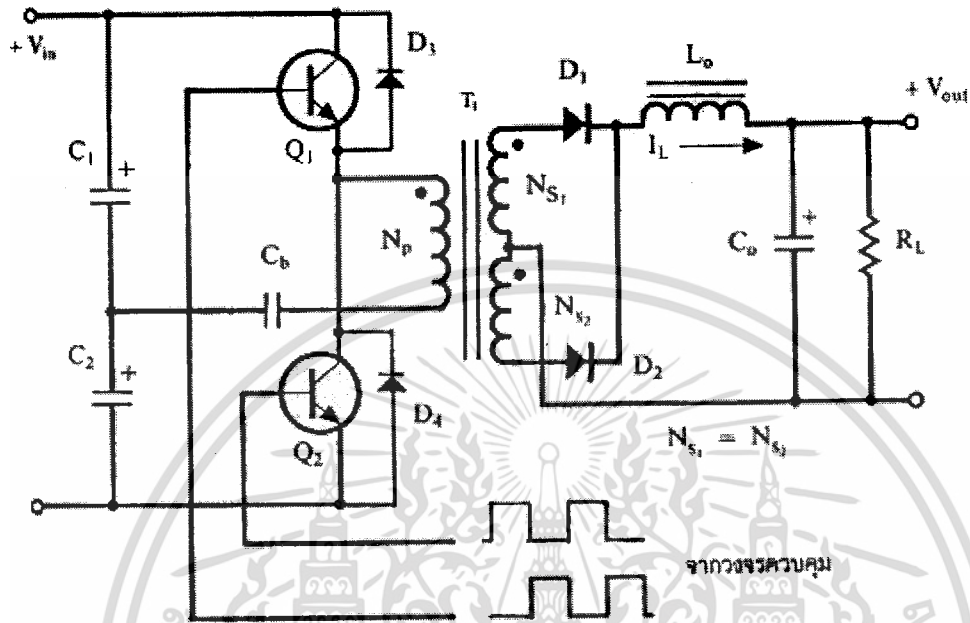 + Vin
D3
Q1
C1
+
T1
D1
Lo
+ Vout
IL
NS1
Np
Cb
Co
+
RL
C2
+
Ns2
D2
D4
Q2
Ns1 = Ns2
จากวงจรควบคุม